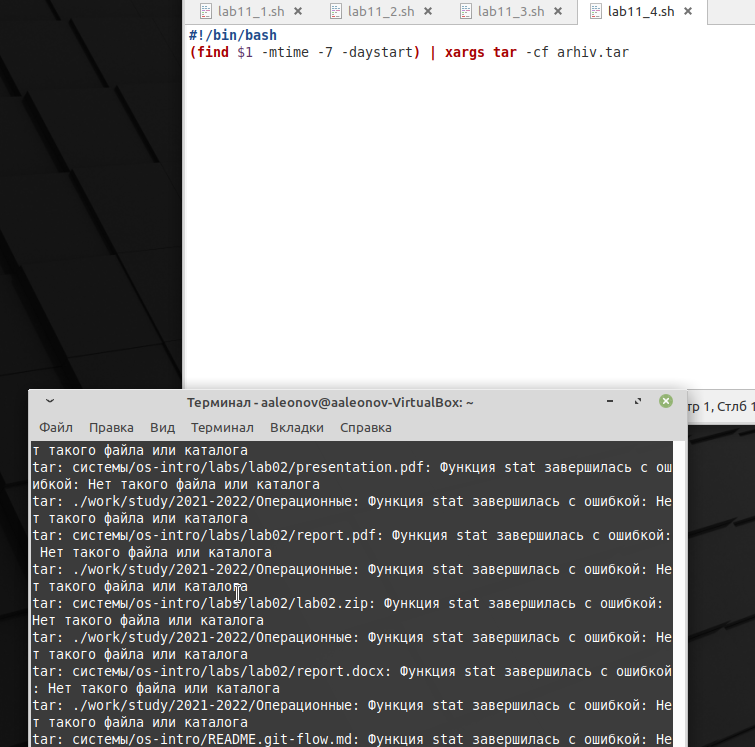 lab11_1.sh lab11_2.sh lab11_3.sh lab11_4.sh
#!/bin/bash
(find $1 -mtime -7 -daystart) | xargs tar -cf arhiv.tar
тр 1, Стлб 1
Терминал - aaleonov@aaleonov-VirtualBox: ~
Файл Правка Вид Терминал Вкладки Справка
т такого файла или каталога
tar: системы/os-intro/labs/lab02/presentation.pdf: Функция stat завершилась с ош
ибкой: Нет такого файла или каталога
tar: ./work/study/2021-2022/Операционные: Функция stat завершилась с ошибкой: Не
т такого файла или каталога
tar: системы/os-intro/labs/lab02/report.pdf: Функция stat завершилась с ошибкой:
Нет такого файла или каталога
tar: ./work/study/2021-2022/Операционные: Функция stat завершилась с ошибкой: Не
т такого файла или каталога
tar: системы/os-intro/labs/lab02/lab02.zip: Функция stat завершилась с ошибкой:
Нет такого файла или каталога
tar: ./work/study/2021-2022/Операционные: Функция stat завершилась с ошибкой: Не
т такого файла или каталога
tar: системы/os-intro/labs/lab02/report.docx: Функция stat завершилась с ошибкой
: Нет такого файла или каталога
tar: ./work/study/2021-2022/Операционные: Функция stat завершилась с ошибкой: Не
т такого файла или каталога
tar: системы/os-intro/README.git-flow.md: Функция stat завершилась с ошибкой: Не